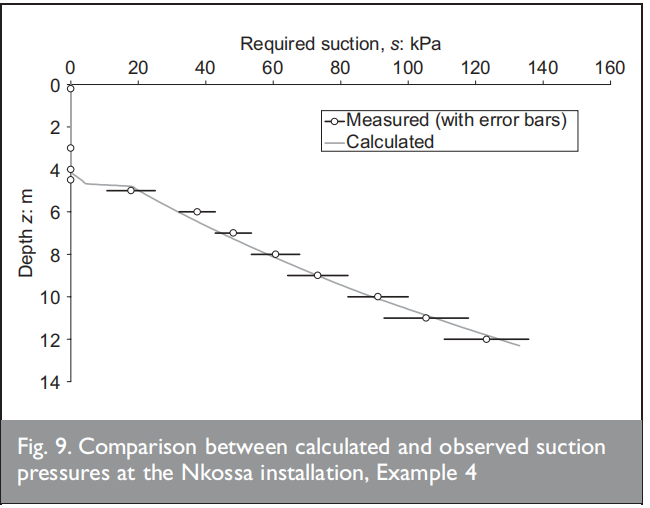 Required suction, s: kPa
0 20 40 60 80 100 120 140 160
0
2
4
6
8
10
12
14
Depth z: m
Measured (with error bars)
Calculated
Fig. 9. Comparison between calculated and observed suction
pressures at the Nkossa installation, Example 4